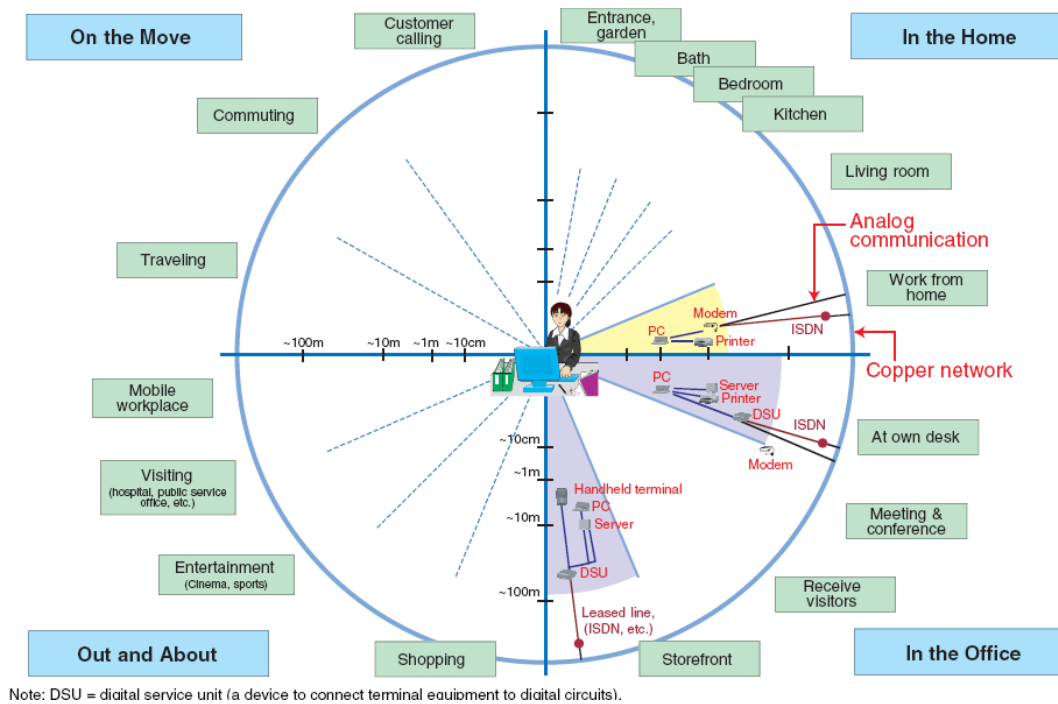 On the Move
Customer
calling
Entrance,
garden
In the Home
Bath
Bedroom
Kitchen
Commuting
Living room
Analog
communication
Traveling
Work from
home
Modem
ISDN
PC
Printer
~100m
~10m
~1m
~10cm
Copper network
Mobile
workplace
PC
Server
Printer
DSU
ISDN
At own desk
Modem
~10cm
~1m
Visiting
(hospital, public service
office, etc.)
Handheld terminal
PC
Server
~10m
Meeting &
conference
Entertainment
(Cinema, sports)
DSU
~100m
Receive
visitors
Leased line,
(ISDN, etc.)
Out and About
Shopping
Storefront
In the Office
Note: DSU = digital service unit (a device to connect terminal equipment to digital circuits).